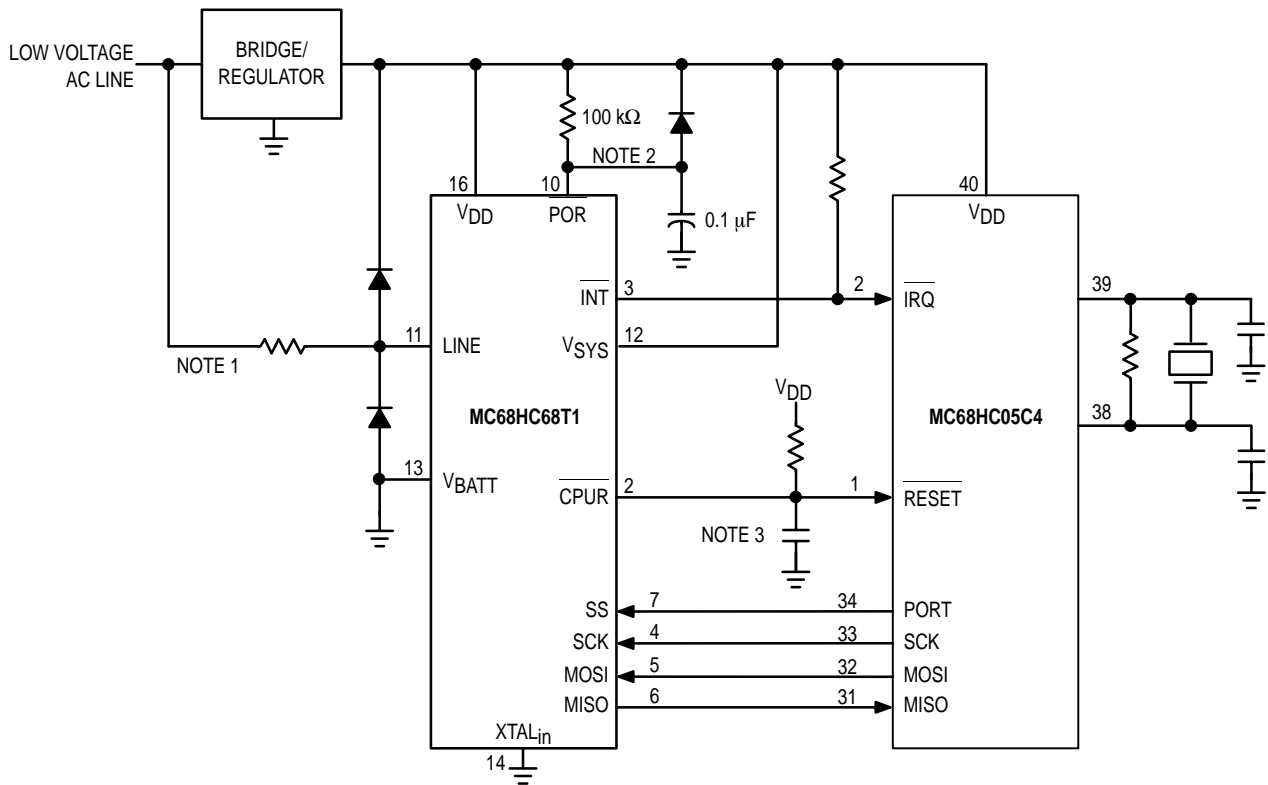 LOW VOLTAGE
AC LINE
BRIDGE/
REGULATOR
100 kΩ
NOTE 2
16
10
40
VDD
POR
0.1 μF
VDD
INT
3
2
IRQ
39
11
LINE
VSYS
12
NOTE 1
VDD
MC68HC68T1
MC68HC05C4
38
13
VBATT
CPUR
2
1
RESET
NOTE 3
SS
7
34
PORT
SCK
4
33
SCK
MOSI
5
32
MOSI
MISO
6
31
MISO
XTALin
14